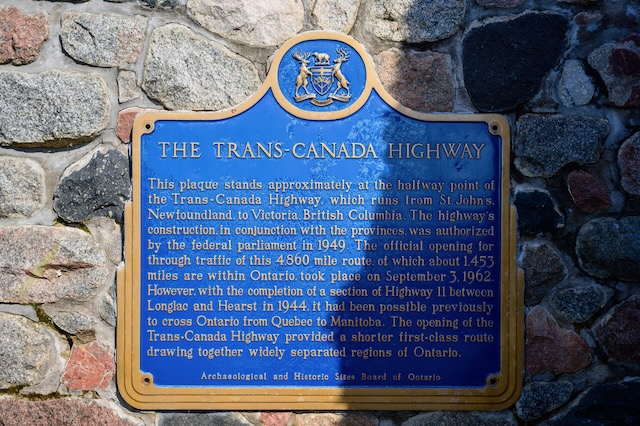 THE TRANS-CANADA HIGHWAY
This plaque stands approximately at the halfway point of
the Trans-Canada Highway, which runs from St John's,
Newfoundland, to Victoria, British Columbia. The highway's
construction, in conjunction with the provinces, was authorized
by the federal parliament in 1949. The official opening for
through traffic of this 4,860 mile route, of which about 1,453
miles are within Ontario, took place on September 3, 1962.
However, with the completion of a section of Highway 11 between
Longlac and Hearst in 1944, it had been possible previously
to cross Ontario from Quebec to Manitoba. The opening of the
Trans-Canada Highway provided a shorter first-class route
drawing together widely separated regions of Ontario.
Archaeological and Historic Sites Board of Ontario